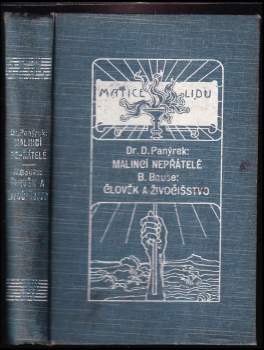 Dr. Panýrek:
MALINCÍ
NEPŘÁTELÉ
B. Bauše:
ČLOVĚK A
ŽIVOČIŠSTVO
MATICE LIDU
Dr. D. Panýrek:
MALINCÍ NEPŘÁTELÉ
B. Bauše:
ČLOVĚK A ŽIVOČIŠSTVO